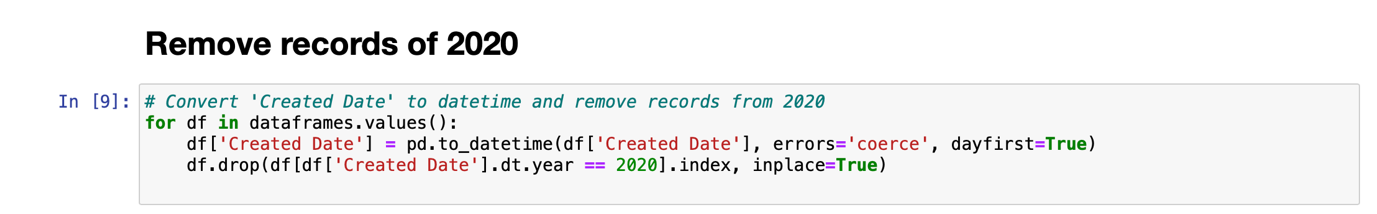 Remove records of 2020
In [9]: # Convert 'Created Date' to datetime and remove records from 2020
for df in dataframes.values():
    df['Created Date'] = pd.to_datetime(df['Created Date'], errors='coerce', dayfirst=True)
    df.drop(df[df['Created Date'].dt.year == 2020].index, inplace=True)